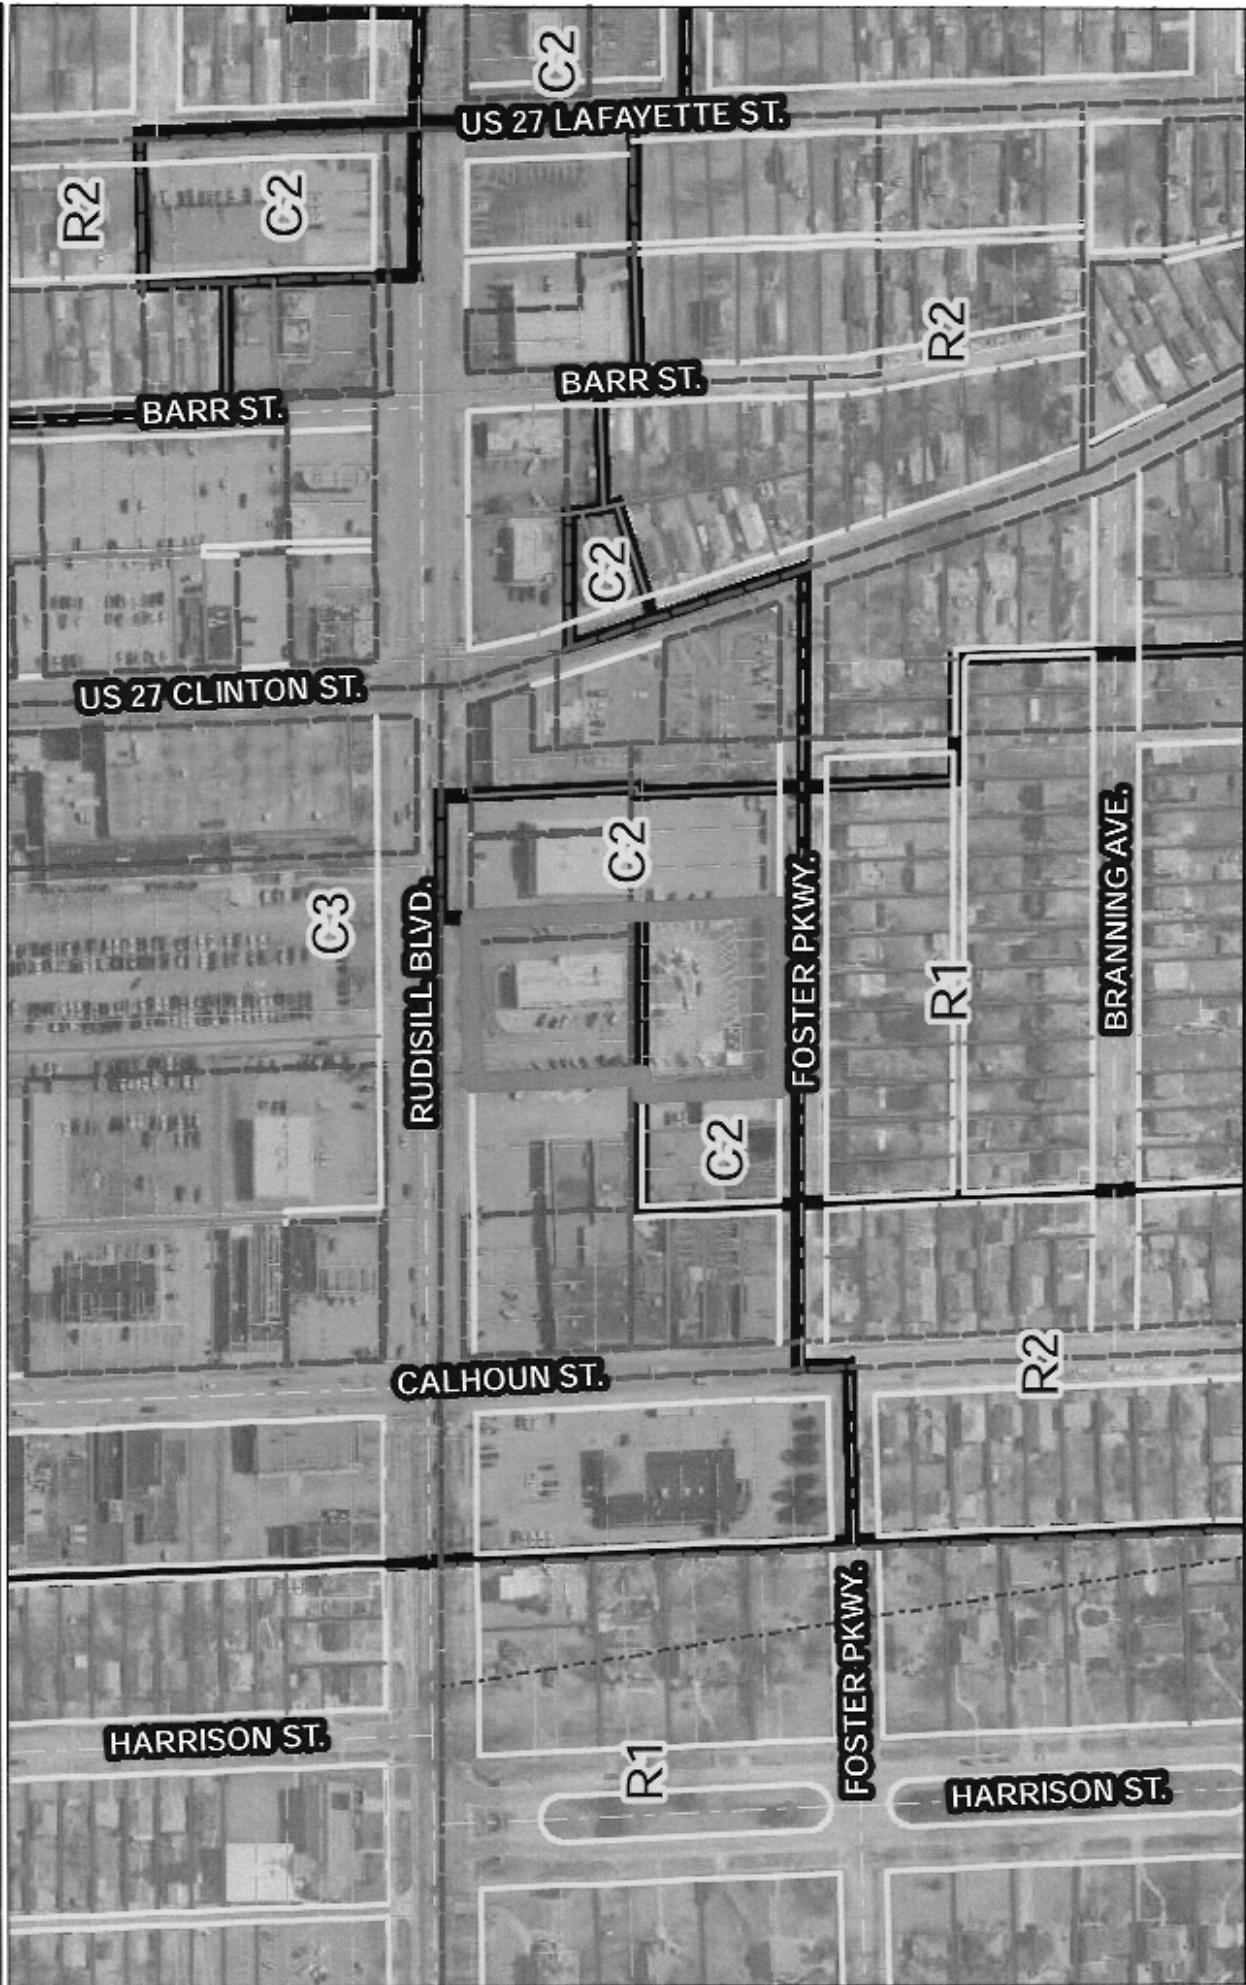 C2
US 27 LAFAYETTE ST.
R2
C2
R2
BARR ST.
BARR ST.
C2
US 27 CLINTON ST.
C2
C3
RUDISILL BLVD.
FOSTER PKWY.
R1
BRANNING AVE.
C2
CALHOUN ST.
R2
HARRISON ST.
R1
FOSTER PKWY.
HARRISON ST.